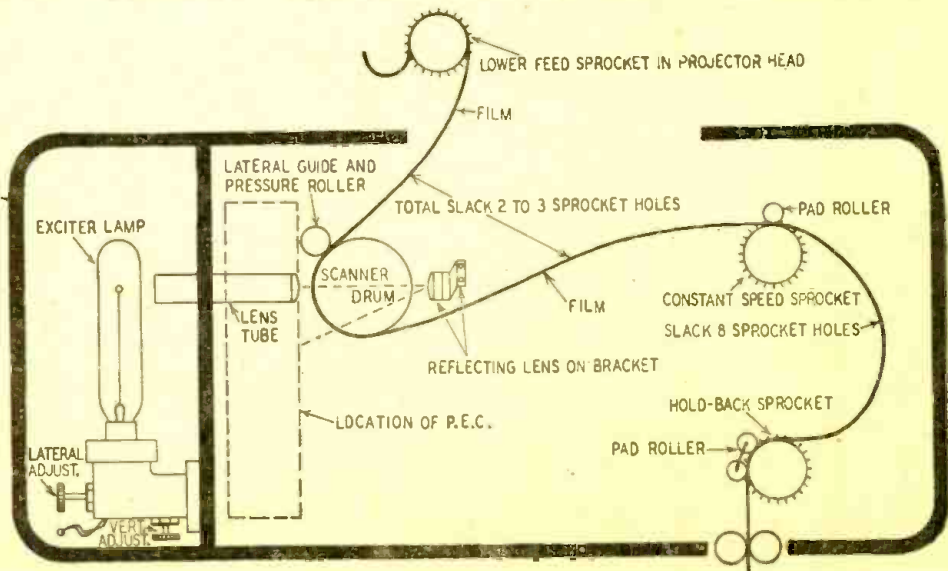 LOWER FEED SPROCKET IN PROJECTOR HEAD
FILM
LATERAL GUIDE AND
PRESSURE ROLLER
TOTAL SLACK 2 TO 3 SPROCKET HOLES
PAD ROLLER
EXCITER LAMP
SCANNER
DRUM
LENS
TUBE
FILM
CONSTANT SPEED SPROCKET
SLACK 8 SPROCKET HOLES
REFLECTING LENS ON BRACKET
HOLD-BACK SPROCKET
LOCATION OF P.E.C.
PAD ROLLER
LATERAL
ADJUST.
VERT.
ADJUST.